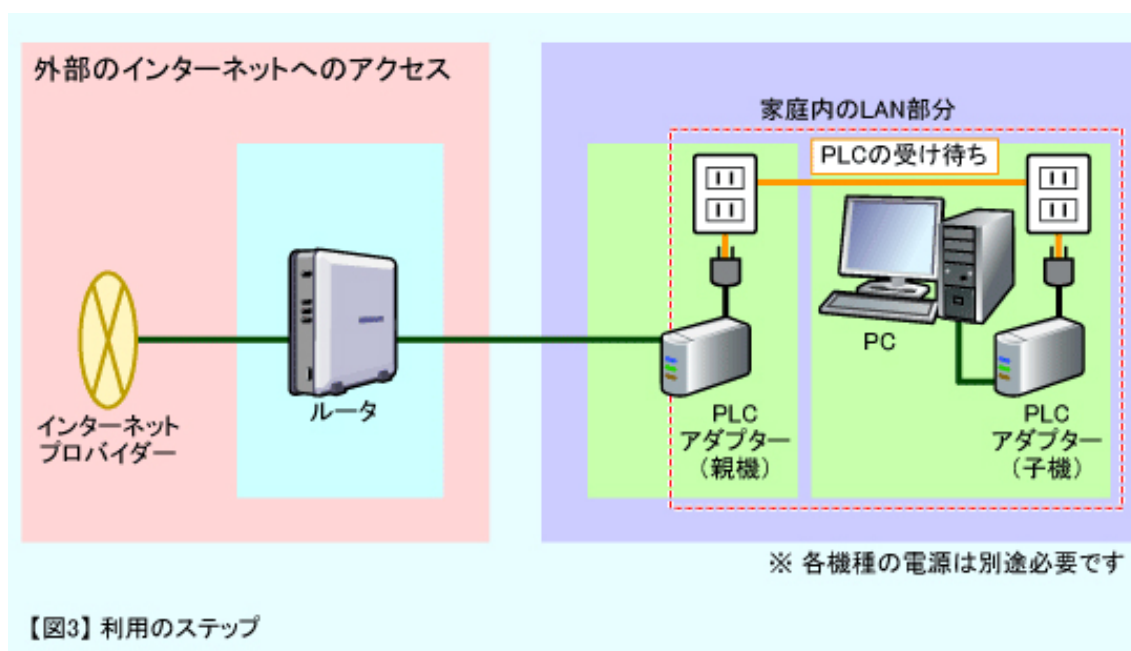 外部のインターネットへのアクセス
家庭内のLAN部分
PLCの受け待ち
インターネット
プロバイダー
ルータ
PLC
アダプター
（親機）
PC
PLC
アダプター
（子機）
※ 各機種の電源は別途必要です
【図3】 利用のステップ